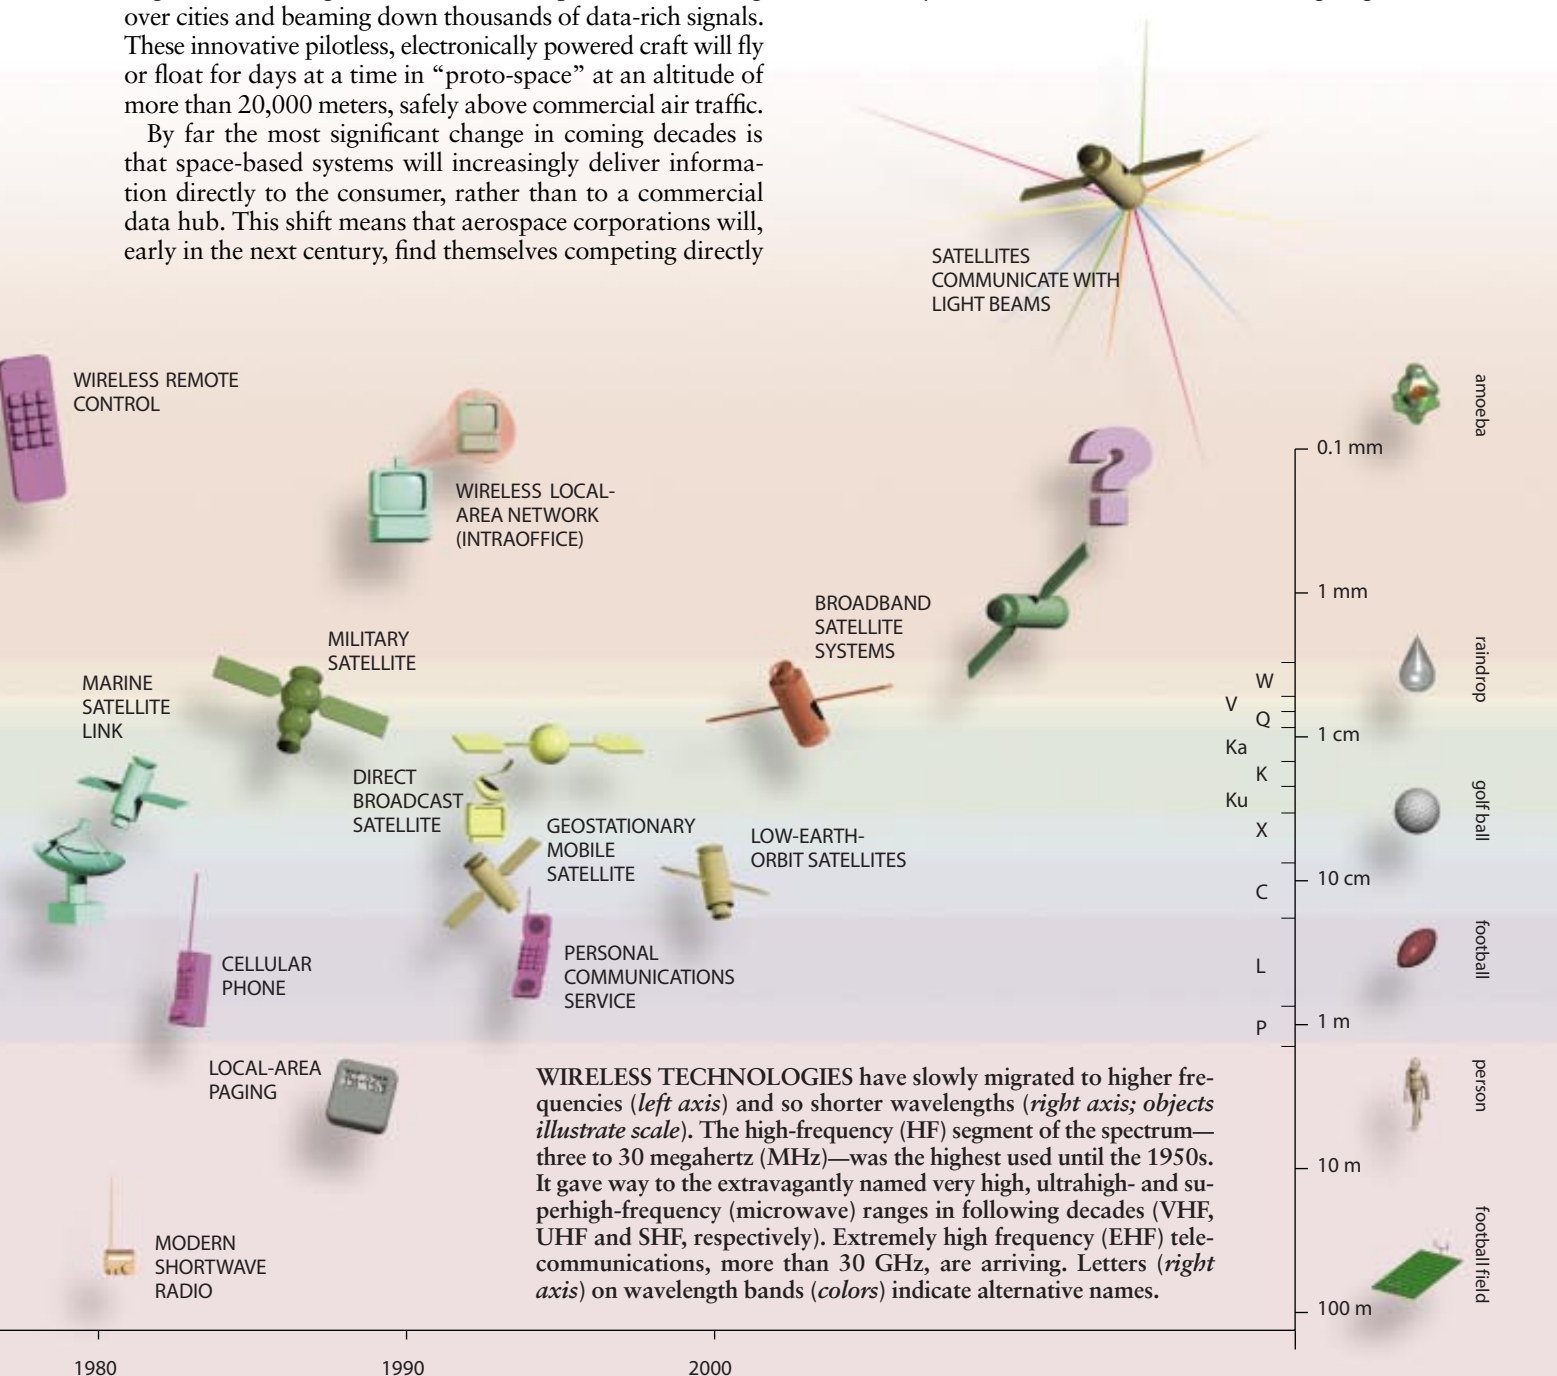 over cities and beaming down thousands of data-rich signals.
These innovative pilotless, electronically powered craft will fly
or float for days at a time in “proto-space” at an altitude of
more than 20,000 meters, safely above commercial air traffic.
By far the most significant change in coming decades is
that space-based systems will increasingly deliver informa-
tion directly to the consumer, rather than to a commercial
data hub. This shift means that aerospace corporations will,
early in the next century, find themselves competing directly
SATELLITES
COMMUNICATE WITH
LIGHT BEAMS
WIRELESS REMOTE
CONTROL
WIRELESS LOCAL-
AREA NETWORK
(INTRAOFFICE)
?
BROADBAND
SATELLITE
SYSTEMS
MILITARY
SATELLITE
MARINE
SATELLITE
LINK
DIRECT
BROADCAST
SATELLITE
GEOSTATIONARY
MOBILE
SATELLITE
LOW-EARTH-
ORBIT SATELLITES
CELLULAR
PHONE
PERSONAL
COMMUNICATIONS
SERVICE
LOCAL-AREA
PAGING
MODERN
SHORTWAVE
RADIO
WIRELESS TECHNOLOGIES have slowly migrated to higher fre-
quencies (left axis) and so shorter wavelengths (right axis; objects
illustrate scale). The high-frequency (HF) segment of the spectrum—
three to 30 megahertz (MHz)—was the highest used until the 1950s.
It gave way to the extravagantly named very high, ultrahigh- and su-
perhigh-frequency (microwave) ranges in following decades (VHF,
UHF and SHF, respectively). Extremely high frequency (EHF) tele-
communications, more than 30 GHz, are arriving. Letters (right
axis) on wavelength bands (colors) indicate alternative names.
W
V
Q
Ka
K
Ku
X
C
L
P
0.1 mm
1 mm
1 cm
10 cm
1 m
10 m
100 m
amoeba
raindrop
golf ball
football
person
football field
1980
1990
2000